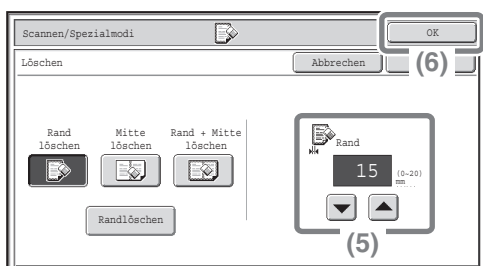 Scannen/Spezialmodi
OK
(6)
Löschen
Abbrechen
Rand löschen
Mitte löschen
Rand + Mitte löschen
Randlöschen
Rand
15
(0~20)
mm
(5)